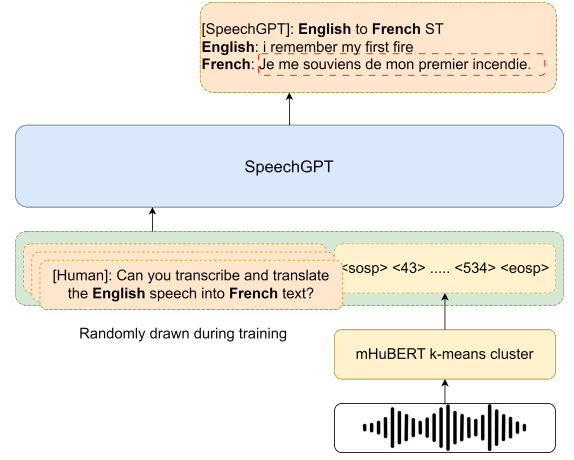 [SpeechGPT]: English to French ST
English: i remember my first fire
French: Je me souviens de mon premier incendie.
SpeechGPT
[Human]: Can you transcribe and translate
the English speech into French text?
<sosp> <43> ..... <534> <eosp>
Randomly drawn during training
mHuBERT k-means cluster